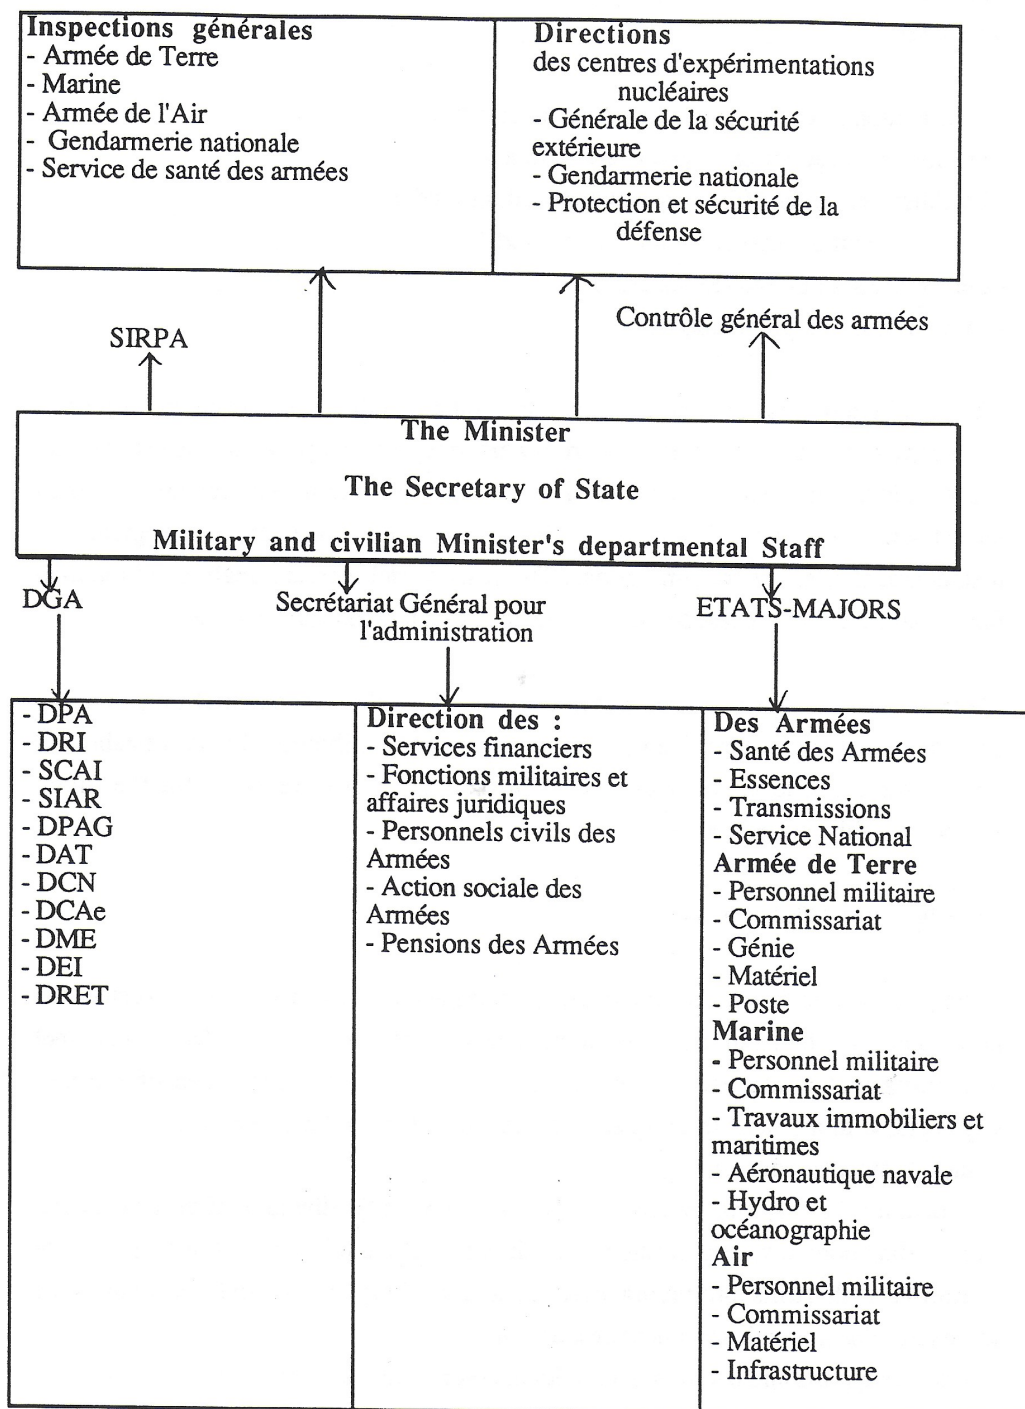 Inspections générales
- Armée de Terre
- Marine
- Armée de l'Air
- Gendarmerie nationale
- Service de santé des armées
Directions
des centres d'expérimentations
nucléaires
- Générale de la sécurité
extérieure
- Gendarmerie nationale
- Protection et sécurité de la
défense
SIRPA
Contrôle général des armées
The Minister
The Secretary of State
Military and civilian Minister's departmental Staff
DGA
Secrétariat Général pour
l'administration
ETATS-MAJORS
- DPA
- DRI
- SCAI
- SIAR
- DPAG
- DAT
- DCN
- DCAe
- DME
- DEI
- DRET
Direction des :
- Services financiers
- Fonctions militaires et
affaires juridiques
- Personnels civils des
Armées
- Action sociale des
Armées
- Pensions des Armées
Des Armées
- Santé des Armées
- Essences
- Transmissions
- Service National
Armée de Terre
- Personnel militaire
- Commissariat
- Génie
- Matériel
- Poste
Marine
- Personnel militaire
- Commissariat
- Travaux immobiliers et
maritimes
- Aéronautique navale
- Hydro et
océanographie
Air
- Personnel militaire
- Commissariat
- Matériel
- Infrastructure